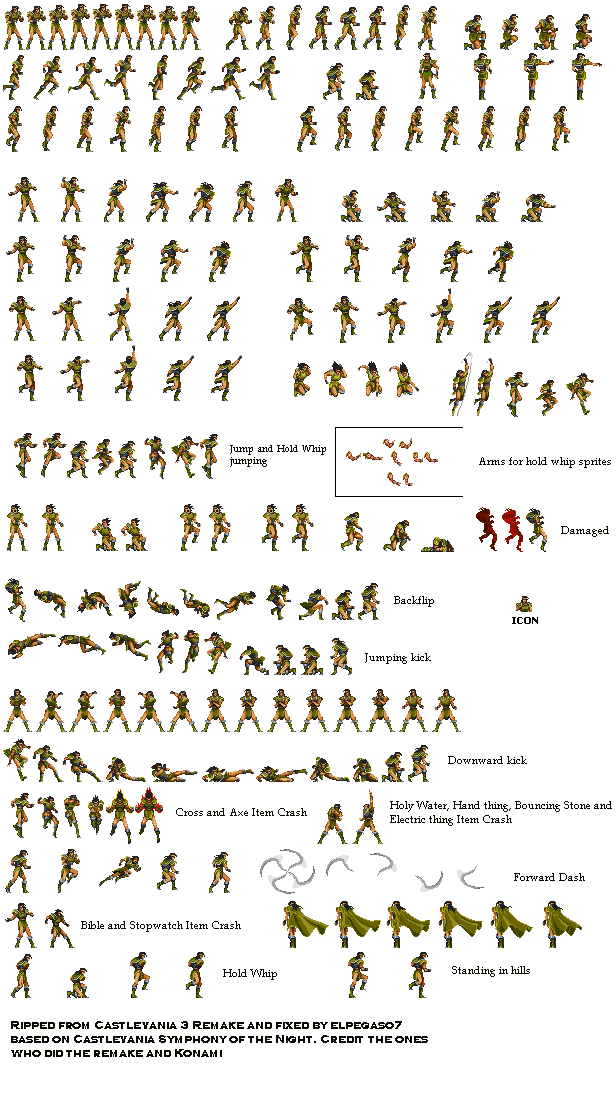 Jump and Hold Whip
jumping
Arms for hold whip sprites
Damaged
Backflip
ICON
Jumping kick
Downward kick
Cross and Axe Item Crash
Holy Water, Hand thing, Bouncing Stone and
Electric thing Item Crash
Forward Dash
Bible and Stopwatch Item Crash
Hold Whip
Standing in hills
Ripped from Castlevania 3 Remake and fixed by elpegaso7
based on Castlevania Symphony of the Night. Credit the ones
who did the remake and Konami